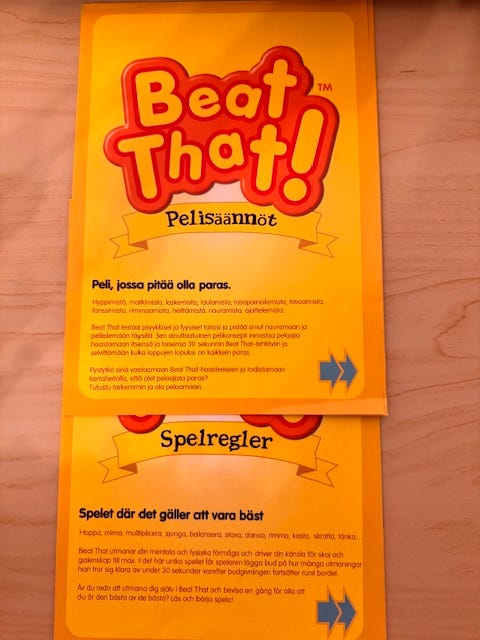 Beat
That!
TM
Pelisäännöt
Peli, jossa pitää olla paras.
Hyppimistä, matkimista, laskemista, laulamista, tasapainoilemista, tavaamista,
tanssimista, rimmaamista, heittämistä, nauramista, ajattelemista...
Beat That testaa psyykkiset ja fyysiset taitosi ja pistää sinut nauramaan ja
pelleilemään täysillä. Sen ainutlaatuinen pelikonsepti innostaa pelaajia
haastamaan itsensä ja toisensa 30 sekunnin Beat That-tehtäviin ja
selvittämään kuka loppujen lopuksi on kaikkein paras.
Pystytkö sinä vastaamaan Beat That-haasteeseen ja todistamaan
kertaheitolla, että olet pelaajista paras?
Tutustu tarkemmin ja ala pelaamaan.
Spelregler
Spelet där det gäller att vara bäst
Hoppa, mima, multiplicera, sjunga, balansera, stava, dansa, rimma, kasta, skratta, tänka...
Beat That utmanar din mentala och fysiska förmåga och driver din känsla för skoj och
galenskap till max. I det här unika spelet får spelaren lägga bud på hur många utmaningar
han tror sig klara av under 30 sekunder varefter budgivningen fortsätter runt bordet.
Är du redo att utmana dig själv i Beat That och bevisa en gång för alla att
du är den bästa av de bästa? Läs och börja spela!